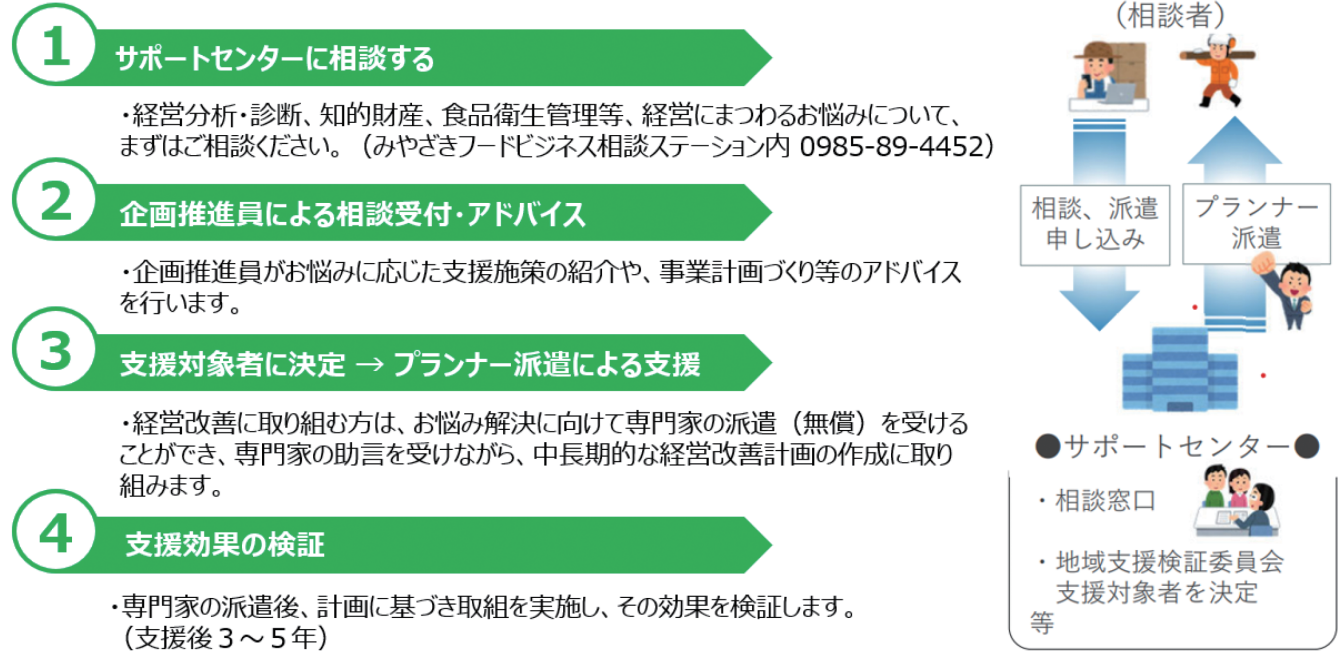 1
サポートセンターに相談する
・経営分析・診断、知的財産、食品衛生管理等、経営にまつわるお悩みについて、
まずはご相談ください。（みやざきフードビジネス相談ステーション内 0985-89-4452）
2
企画推進員による相談受付・アドバイス
・企画推進員がお悩みに応じた支援施策の紹介や、事業計画づくり等のアドバイス
を行います。
3
支援対象者に決定 → プランナー派遣による支援
・経営改善に取り組む方は、お悩み解決に向けて専門家の派遣（無償）を受ける
ことができ、専門家の助言を受けながら、中長期的な経営改善計画の作成に取り
組みます。
4
支援効果の検証
・専門家の派遣後、計画に基づき取組を実施し、その効果を検証します。
（支援後３～５年）
（相談者）
相談、派遣
申し込み
プランナー
派遣
●サポートセンター●
・相談窓口
・地域支援検証委員会
支援対象者を決定
等